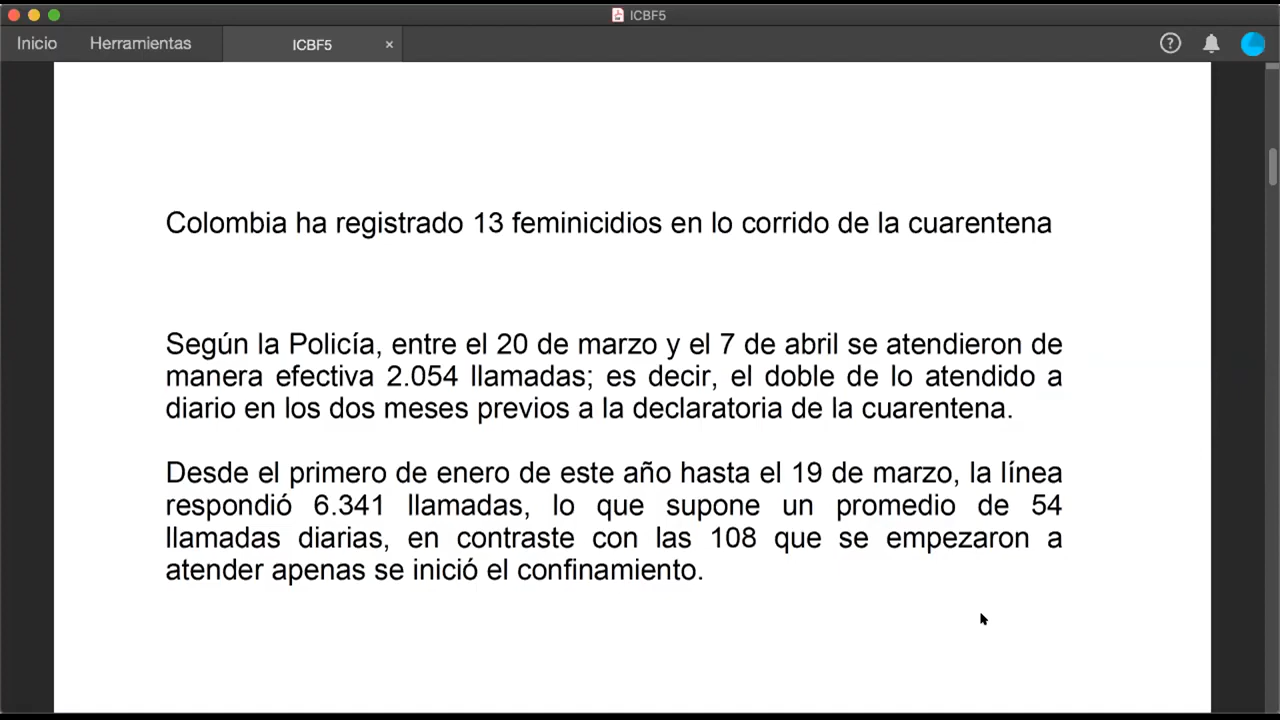 ICBF5
Inicio
Herramientas
ICBF5
×
?
Colombia ha registrado 13 feminicidios en lo corrido de la cuarentena
Según la Policía, entre el 20 de marzo y el 7 de abril se atendieron de
manera efectiva 2.054 llamadas; es decir, el doble de lo atendido a
diario en los dos meses previos a la declaratoria de la cuarentena.
Desde el primero de enero de este año hasta el 19 de marzo, la línea
respondió 6.341 llamadas, lo que supone un promedio de 54
llamadas diarias, en contraste con las 108 que se empezaron a
atender apenas se inició el confinamiento.